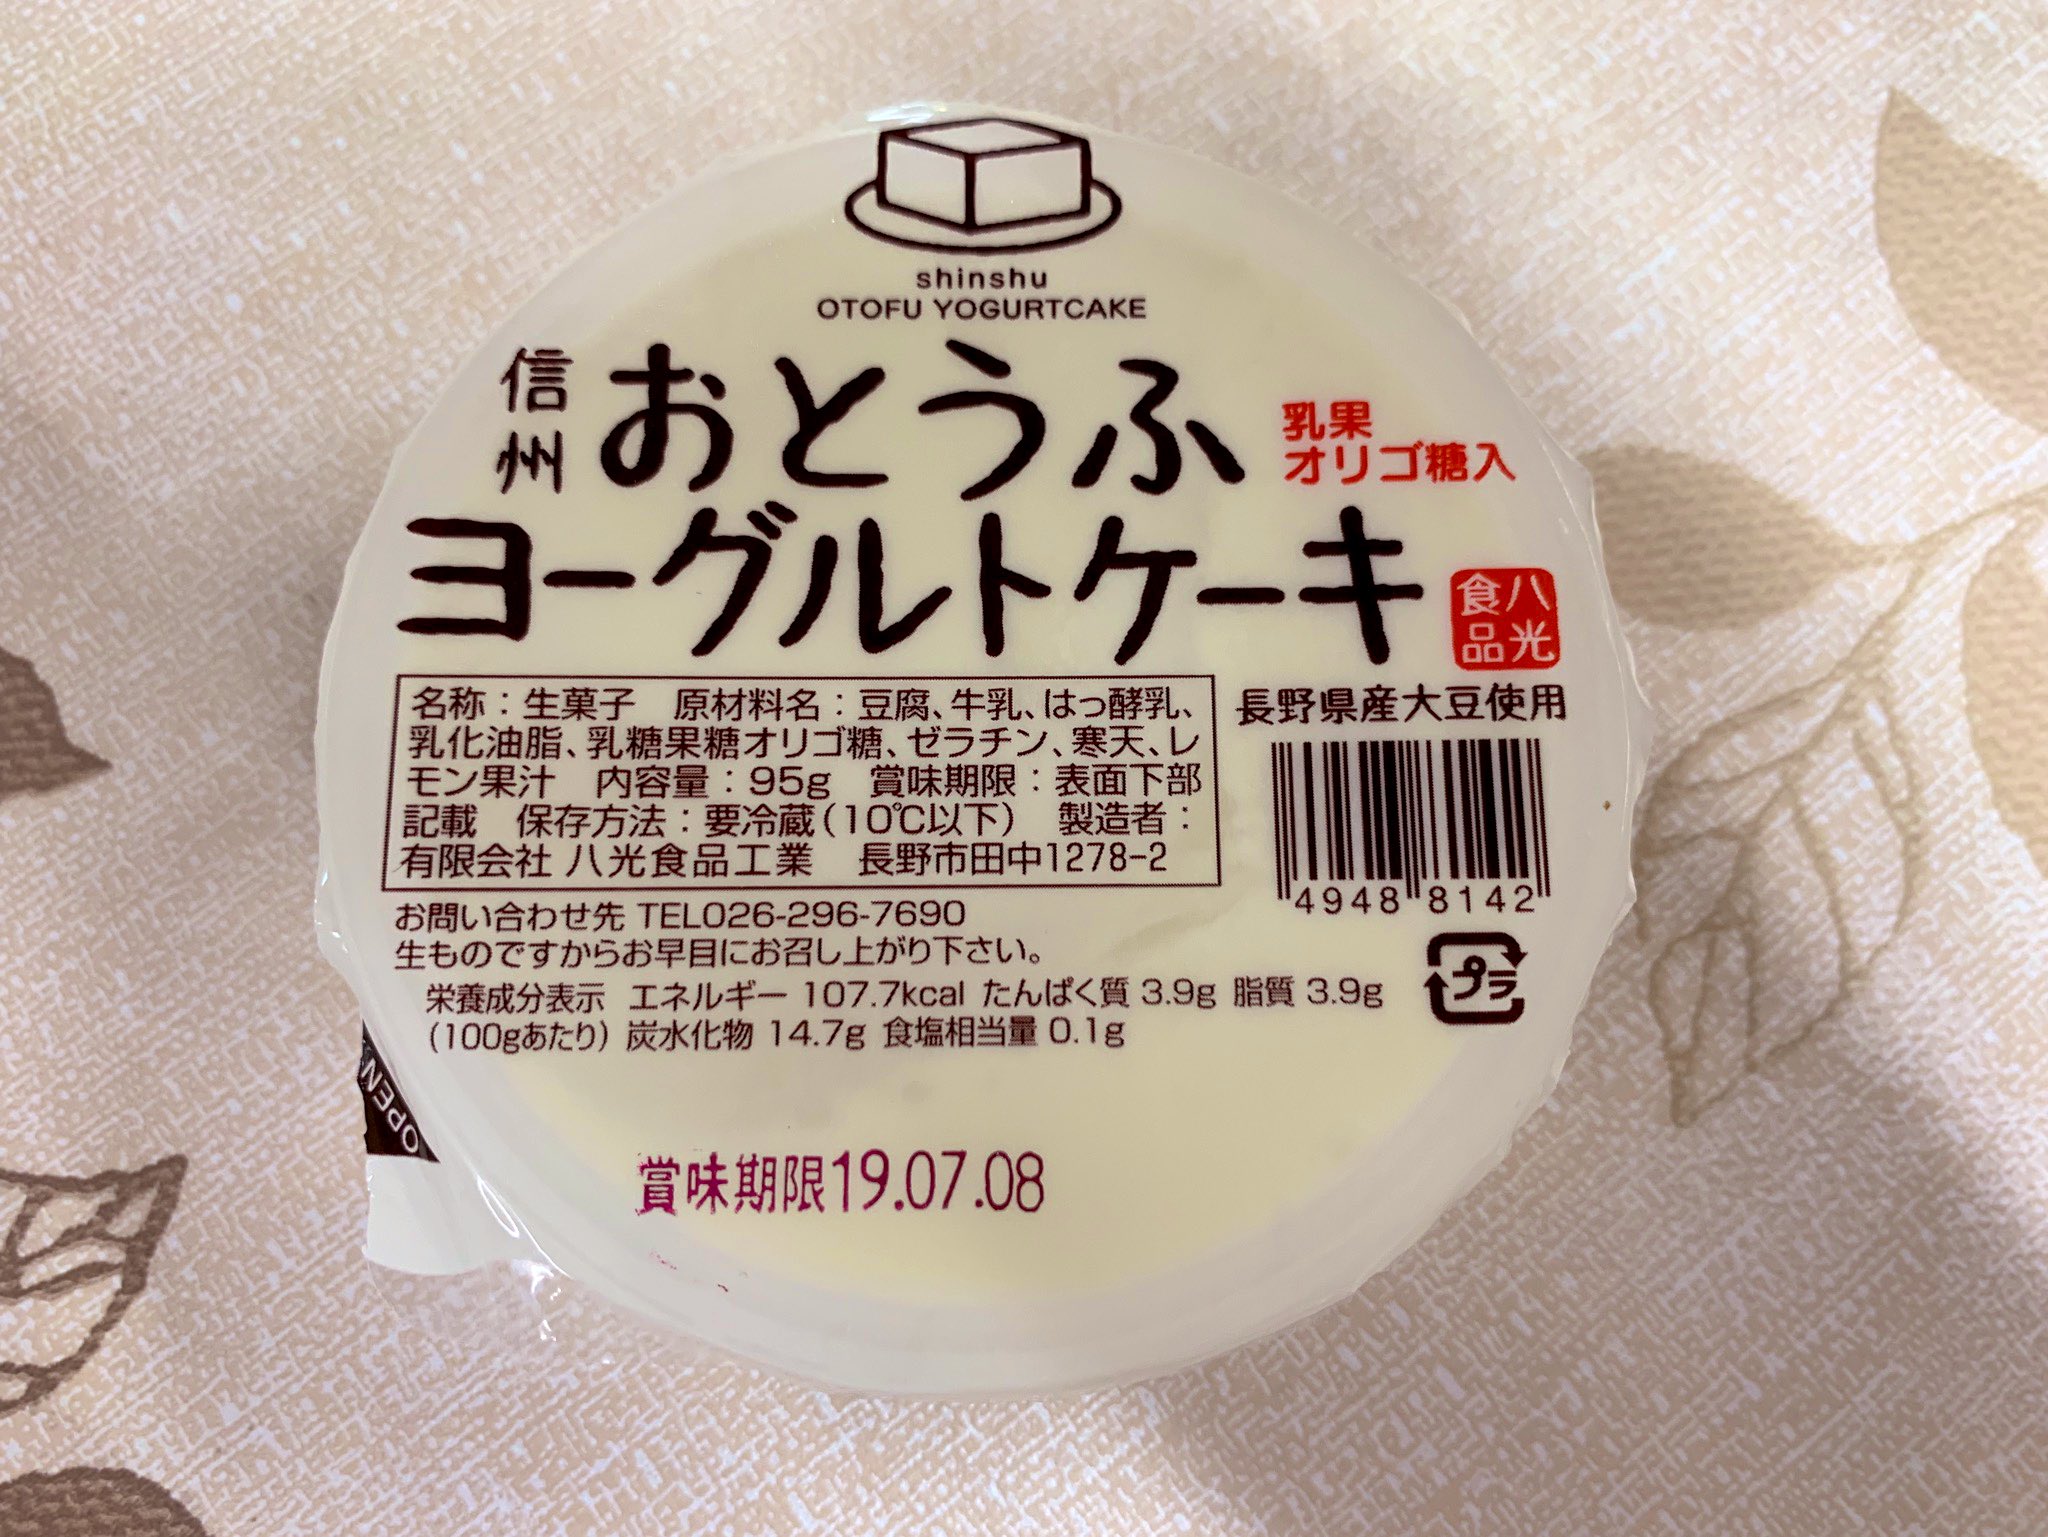 shinshu
OTOFU YOGURTCAKE
信州
おとうふ
乳果
オリゴ糖入
ヨーグルトケーキ
八光
食品
名称：生菓子　原材料名：豆腐、牛乳、はっ酵乳、
乳化油脂、乳糖果糖オリゴ糖、ゼラチン、寒天、レ
モン果汁　内容量：95g　賞味期限：表面下部
記載　保存方法：要冷蔵(10℃以下)　製造者：
有限会社 八光食品工業　長野市田中1278-2
長野県産大豆使用
4948 8142
お問い合わせ先 TEL026-296-7690
生ものですからお早目にお召し上がり下さい。
栄養成分表示 エネルギー 107.7kcal たんぱく質 3.9g 脂質 3.9g
(100gあたり) 炭水化物 14.7g 食塩相当量 0.1g
プラ
OPEN
賞味期限19.07.08